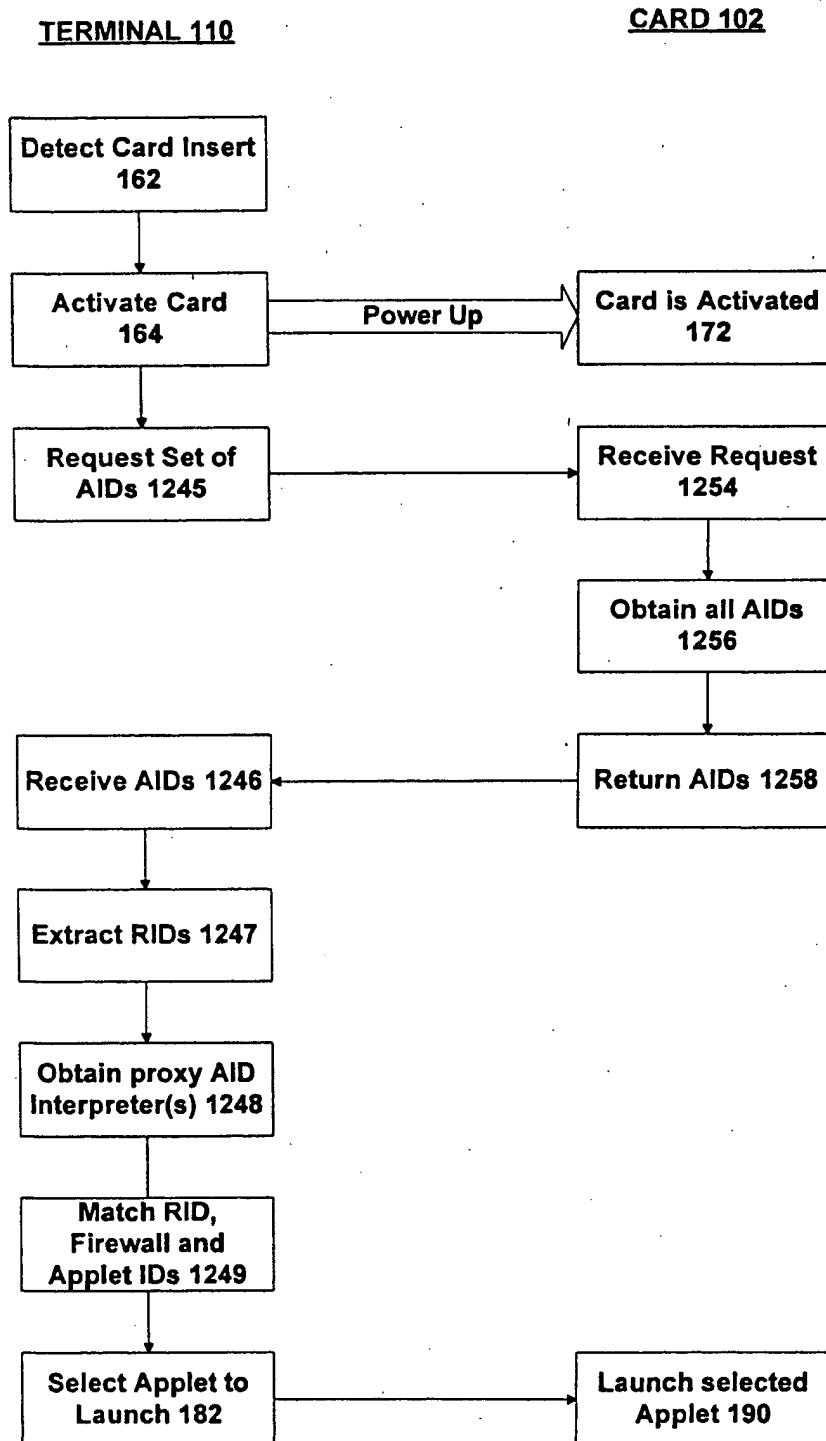 TERMINAL 110
CARD 102
Detect Card Insert
162
Activate Card
164
Power Up
Card is Activated
172
Request Set of
AIDs 1245
Receive Request
1254
Obtain all AIDs
1256
Receive AIDs 1246
Return AIDs 1258
Extract RIDs 1247
Obtain proxy AID
Interpreter(s) 1248
Match RID,
Firewall and
Applet IDs 1249
Select Applet to
Launch 182
Launch selected
Applet 190